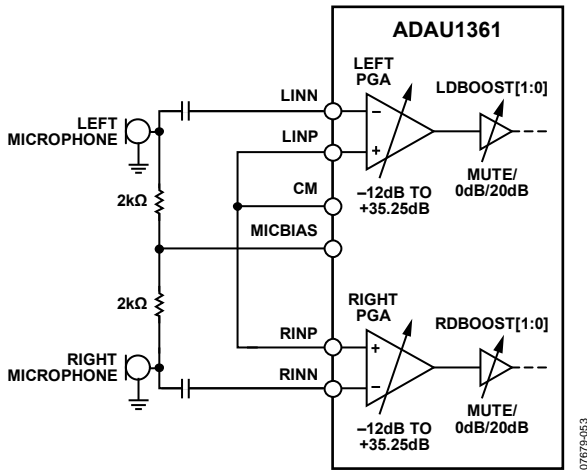 ADAU1361
LEFT
PGA
LDBOOST[1:0]
LINN
LEFT
MICROPHONE
LINP
CM
–12dB TO
+35.25dB
MUTE/
0dB/20dB
2kΩ
MICBIAS
2kΩ
RIGHT
PGA
RDBOOST[1:0]
RINP
RIGHT
MICROPHONE
RINN
–12dB TO
+35.25dB
MUTE/
0dB/20dB
07679-053